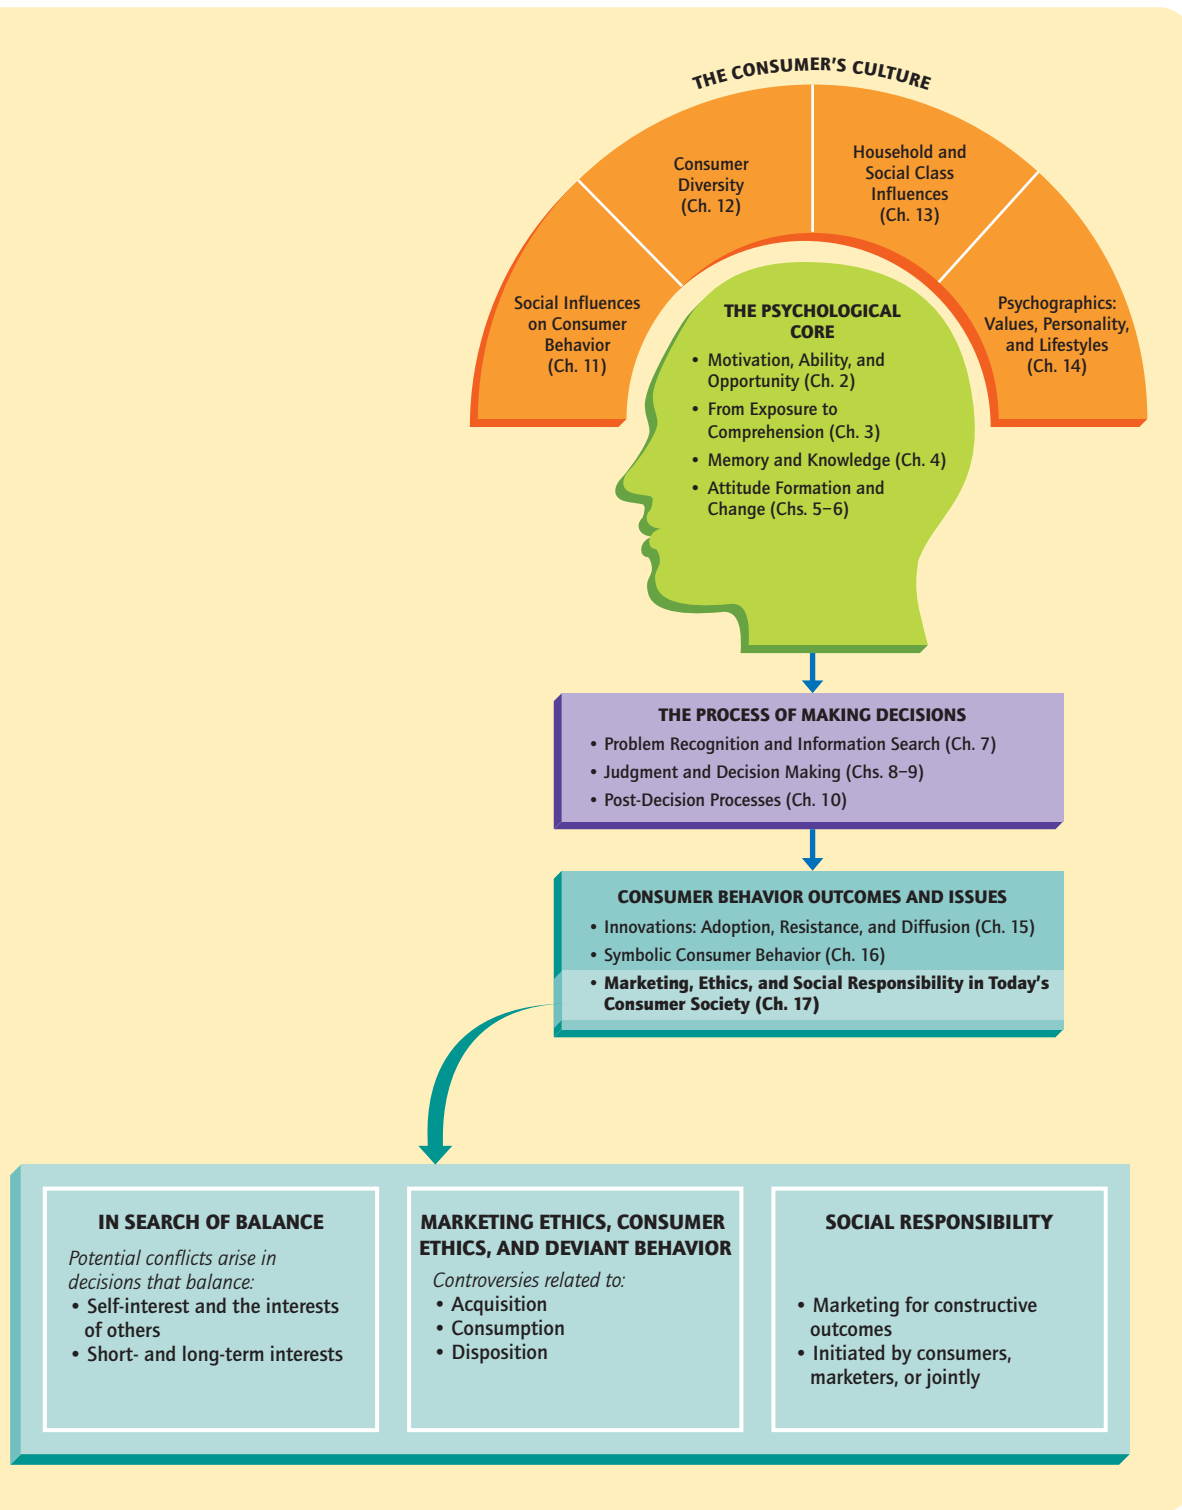 THE CONSUMER'S CULTURE
Social Influences
on Consumer
Behavior
(Ch. 11)
Consumer
Diversity
(Ch. 12)
Household and
Social Class
Influences
(Ch. 13)
Psychographics:
Values, Personality,
and Lifestyles
(Ch. 14)
THE PSYCHOLOGICAL
CORE
• Motivation, Ability, and
Opportunity (Ch. 2)
• From Exposure to
Comprehension (Ch. 3)
• Memory and Knowledge (Ch. 4)
• Attitude Formation and
Change (Chs. 5–6)
THE PROCESS OF MAKING DECISIONS
• Problem Recognition and Information Search (Ch. 7)
• Judgment and Decision Making (Chs. 8–9)
• Post-Decision Processes (Ch. 10)
CONSUMER BEHAVIOR OUTCOMES AND ISSUES
• Innovations: Adoption, Resistance, and Diffusion (Ch. 15)
• Symbolic Consumer Behavior (Ch. 16)
• Marketing, Ethics, and Social Responsibility in Today's
Consumer Society (Ch. 17)
IN SEARCH OF BALANCE
Potential conflicts arise in
decisions that balance:
• Self-interest and the interests
of others
• Short- and long-term interests
MARKETING ETHICS, CONSUMER
ETHICS, AND DEVIANT BEHAVIOR
Controversies related to:
• Acquisition
• Consumption
• Disposition
SOCIAL RESPONSIBILITY
• Marketing for constructive
outcomes
• Initiated by consumers,
marketers, or jointly